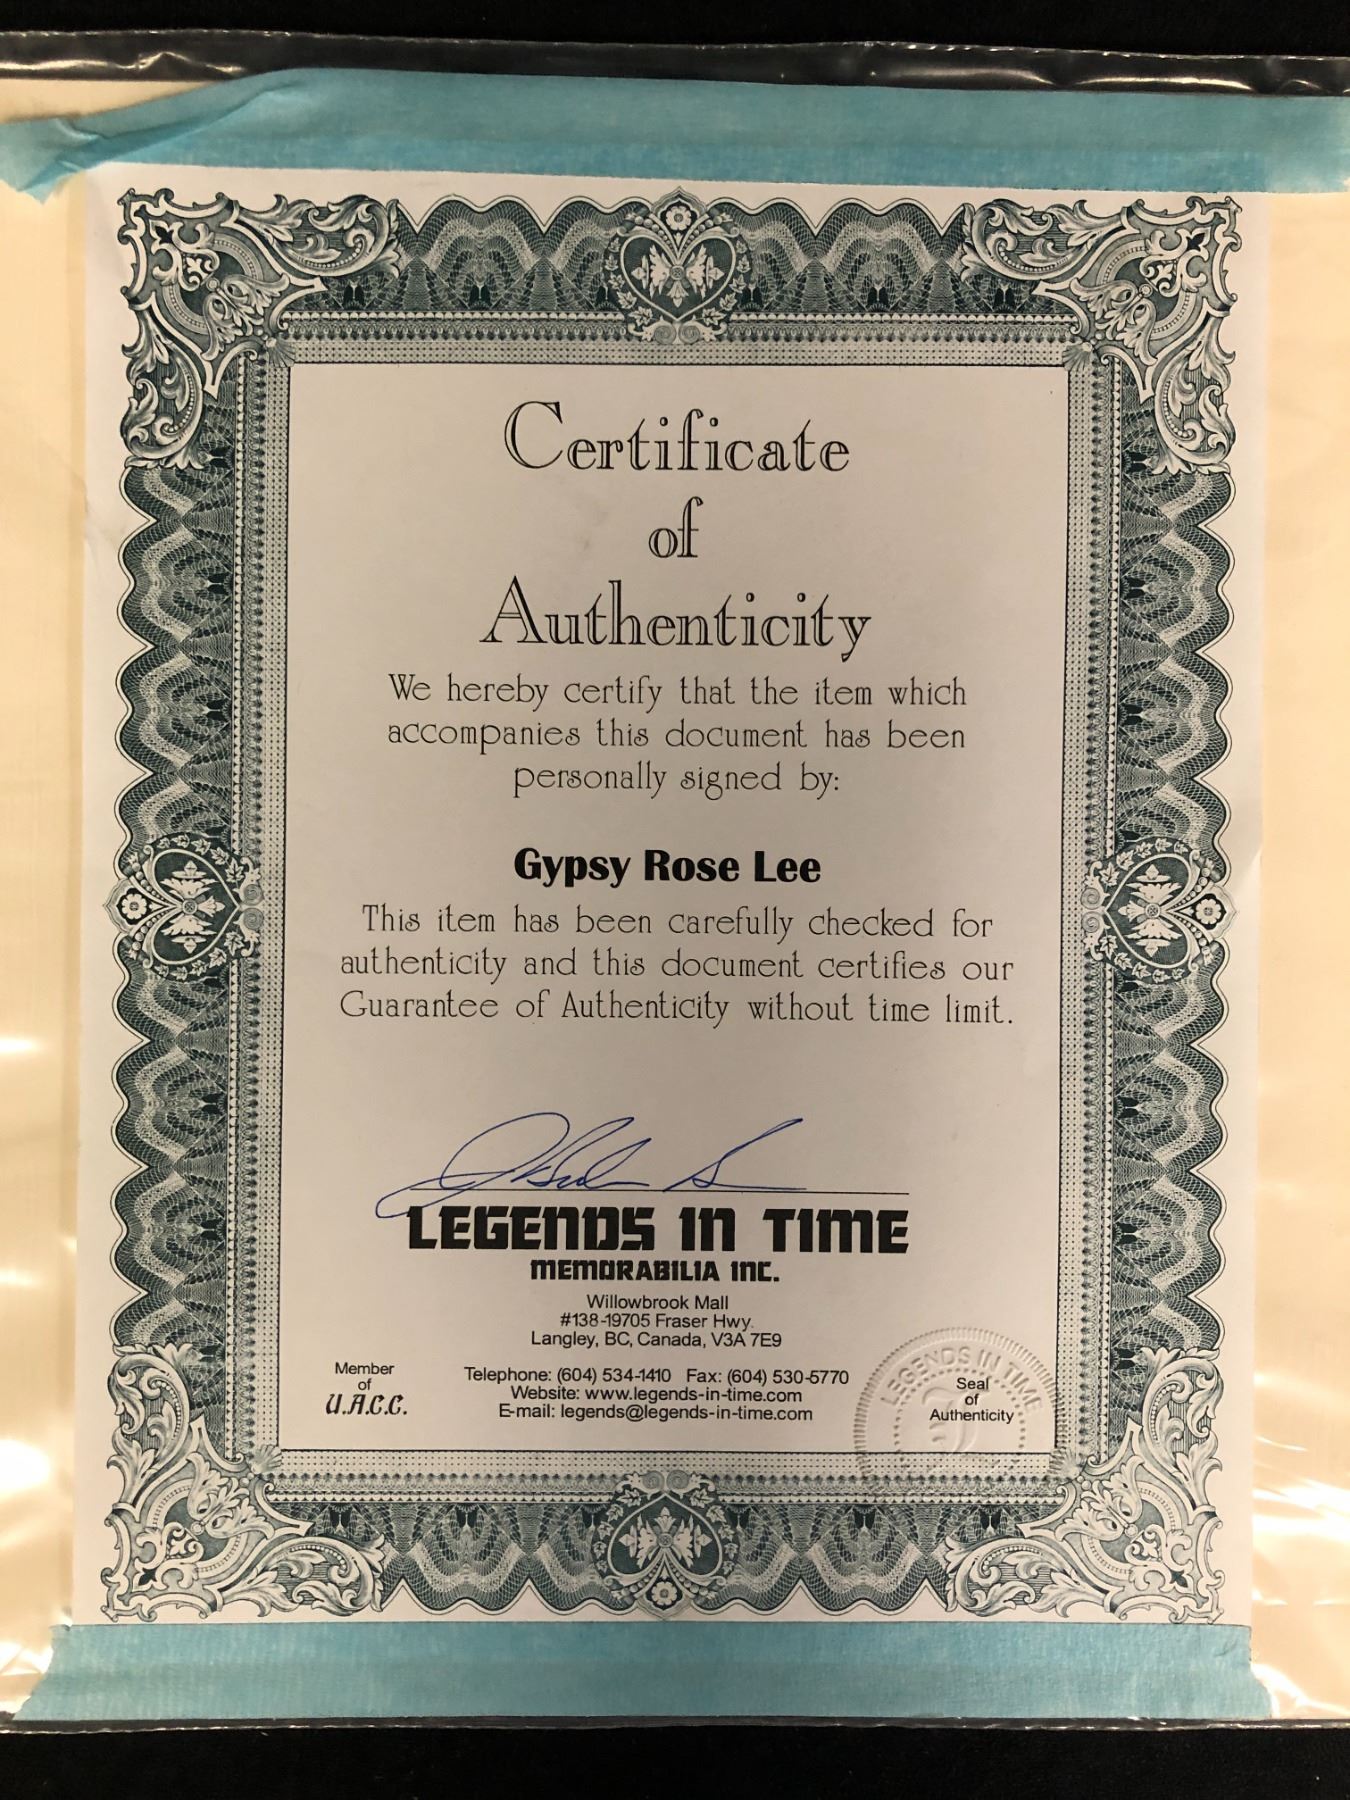 Certificate
of
Authenticity
We hereby certify that the item which
accompanies this document has been
personally signed by:
Gypsy Rose Lee
This item has been carefully checked for
authenticity and this document certifies our
Guarantee of Authenticity without time limit.
LEGENDS IN TIME
MEMORABILIA INC.
Willowbrook Mall
#138-19705 Fraser Hwy.
Langley, BC, Canada, V3A 7E9
Member
of
U.A.C.C.
Telephone: (604) 534-1410 Fax: (604) 530-5770
Website: www.legends-in-time.com
E-mail: legends@legends-in-time.com
LEGENDS IN TIME
Seal
of
Authenticity